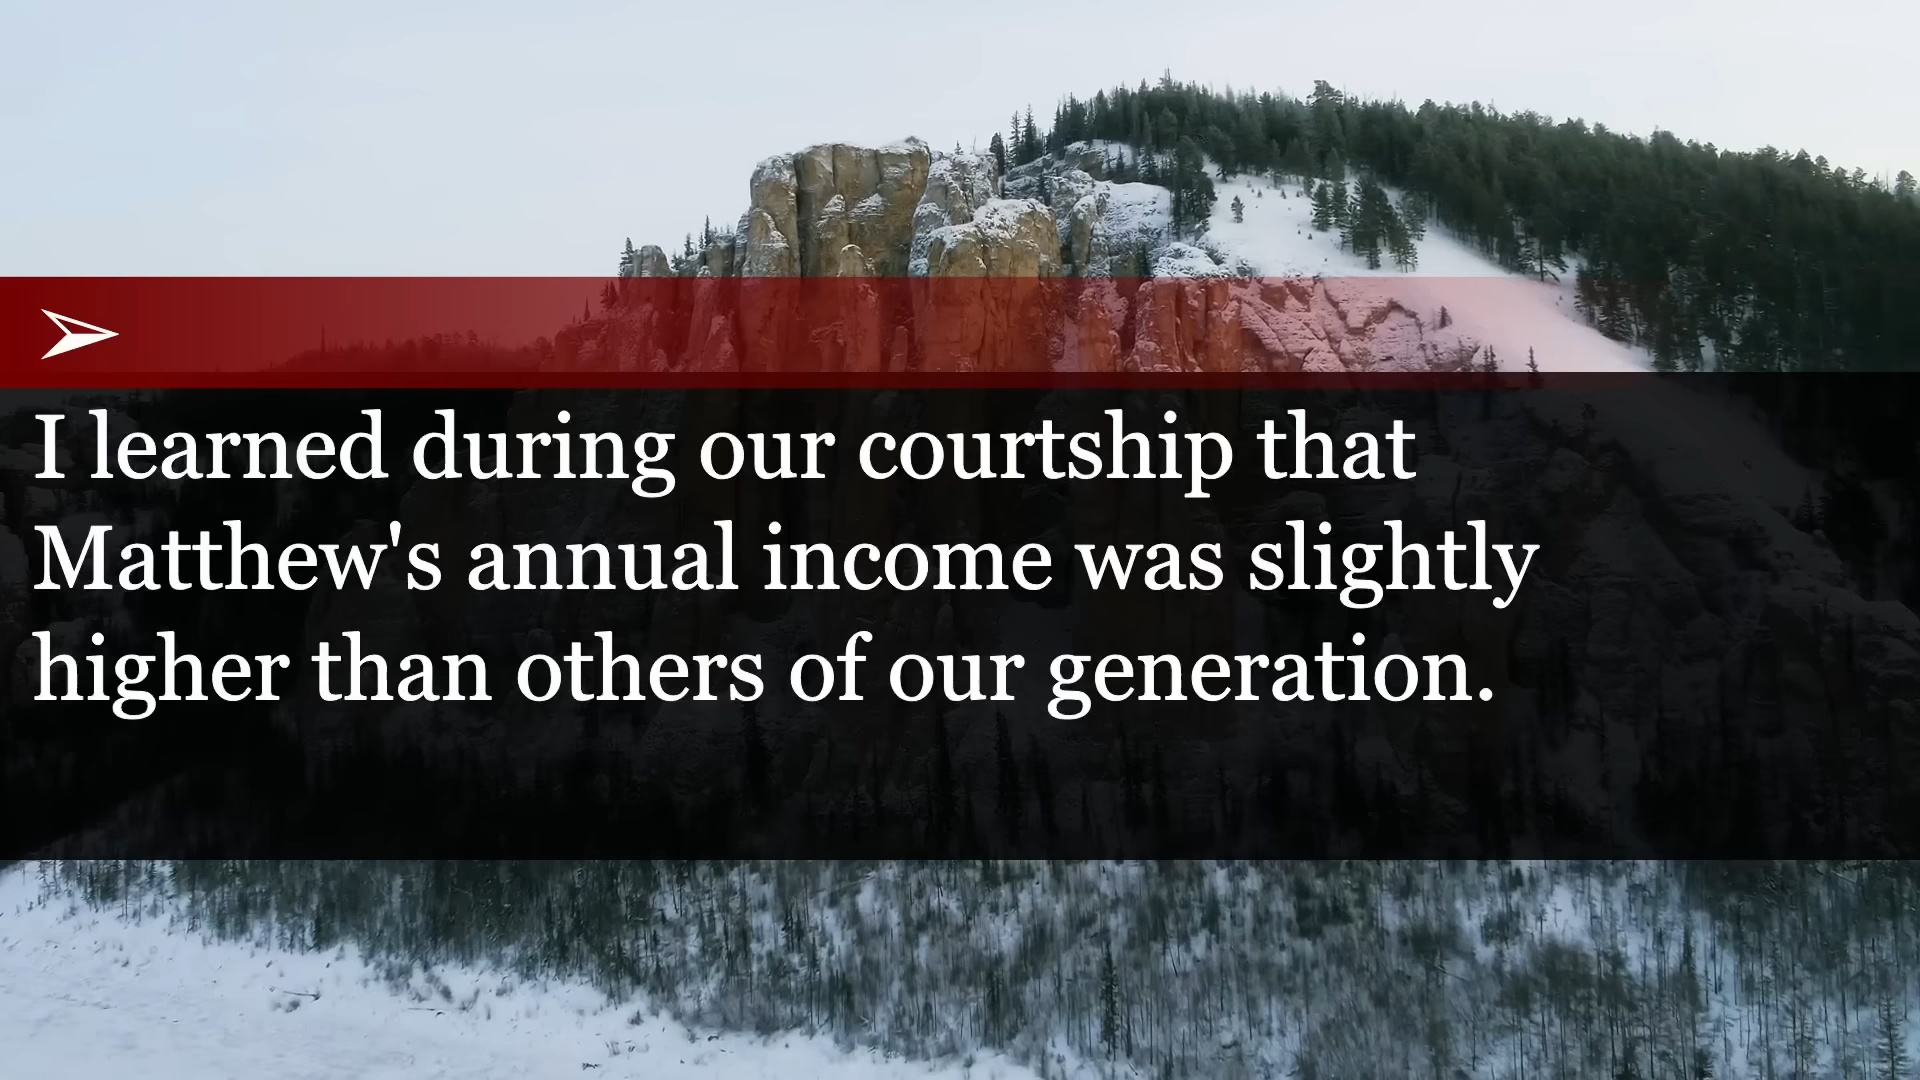 I learned during our courtship that
Matthew's annual income was slightly
higher than others of our generation.